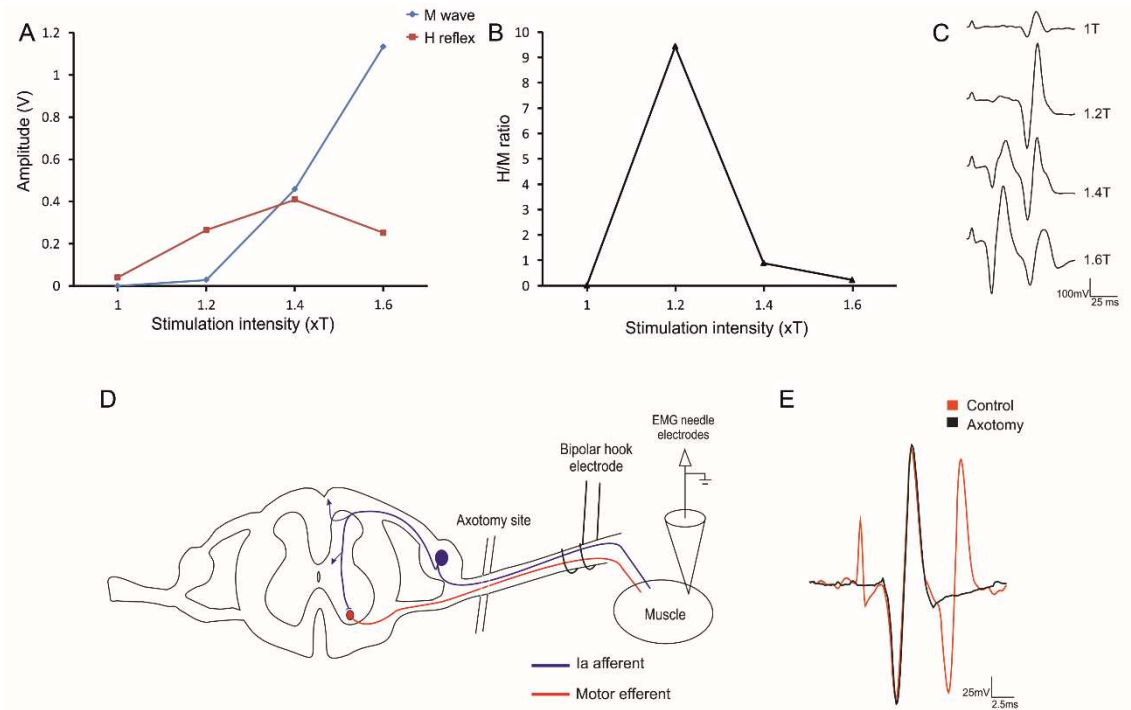 A
M wave
H reflex
1.2
1
0.8
0.6
0.4
0.2
0
Amplitude (V)
1
1.2
1.4
1.6
Stimulation intensity (xT)
B
10
9
8
7
6
5
4
3
2
1
0
H/M ratio
1
1.2
1.4
1.6
Stimulation intensity (xT)
C
1T
1.2T
1.4T
1.6T
100mV
25 ms
D
EMG needle
electrodes
Bipolar hook
electrode
Axotomy site
Muscle
Ia afferent
Motor efferent
E
Control
Axotomy
25mV
2.5ms